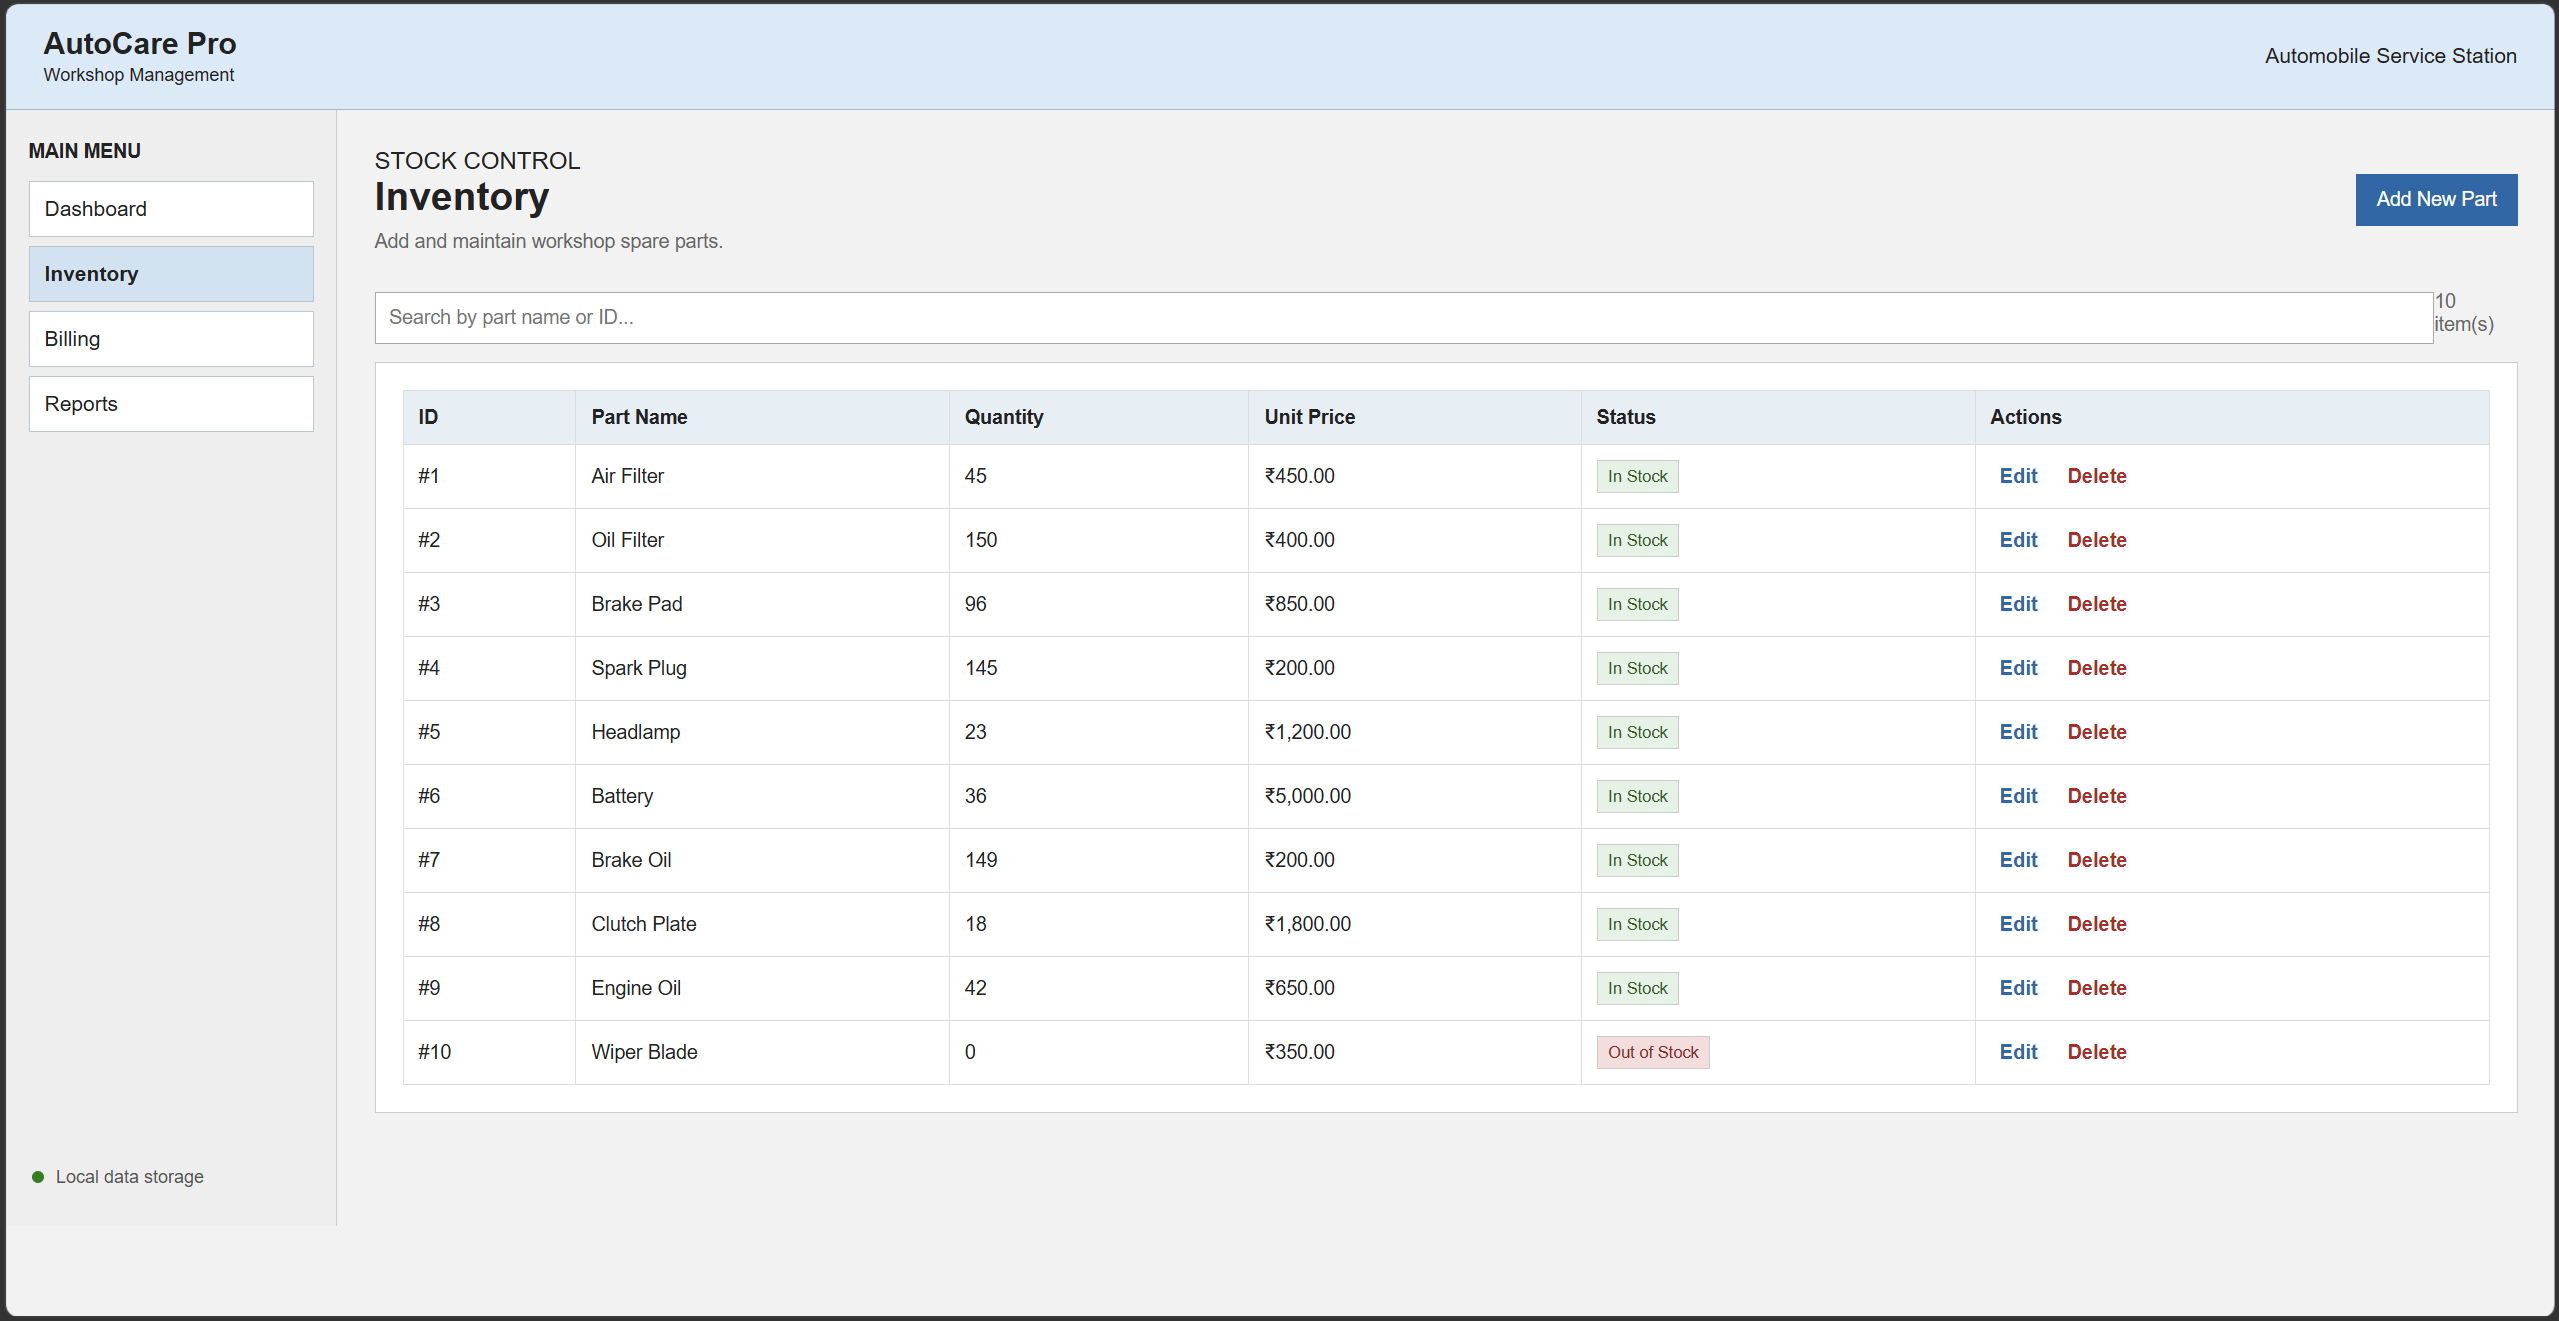 AutoCare Pro
Workshop Management
Automobile Service Station
MAIN MENU
Dashboard
Inventory
Billing
Reports
Local data storage
STOCK CONTROL
Inventory
Add and maintain workshop spare parts.
Add New Part
Search by part name or ID...
10
item(s)
ID Part Name Quantity Unit Price Status Actions
#1 Air Filter 45 ₹450.00 In Stock Edit Delete
#2 Oil Filter 150 ₹400.00 In Stock Edit Delete
#3 Brake Pad 96 ₹850.00 In Stock Edit Delete
#4 Spark Plug 145 ₹200.00 In Stock Edit Delete
#5 Headlamp 23 ₹1,200.00 In Stock Edit Delete
#6 Battery 36 ₹5,000.00 In Stock Edit Delete
#7 Brake Oil 149 ₹200.00 In Stock Edit Delete
#8 Clutch Plate 18 ₹1,800.00 In Stock Edit Delete
#9 Engine Oil 42 ₹650.00 In Stock Edit Delete
#10 Wiper Blade 0 ₹350.00 Out of Stock Edit Delete